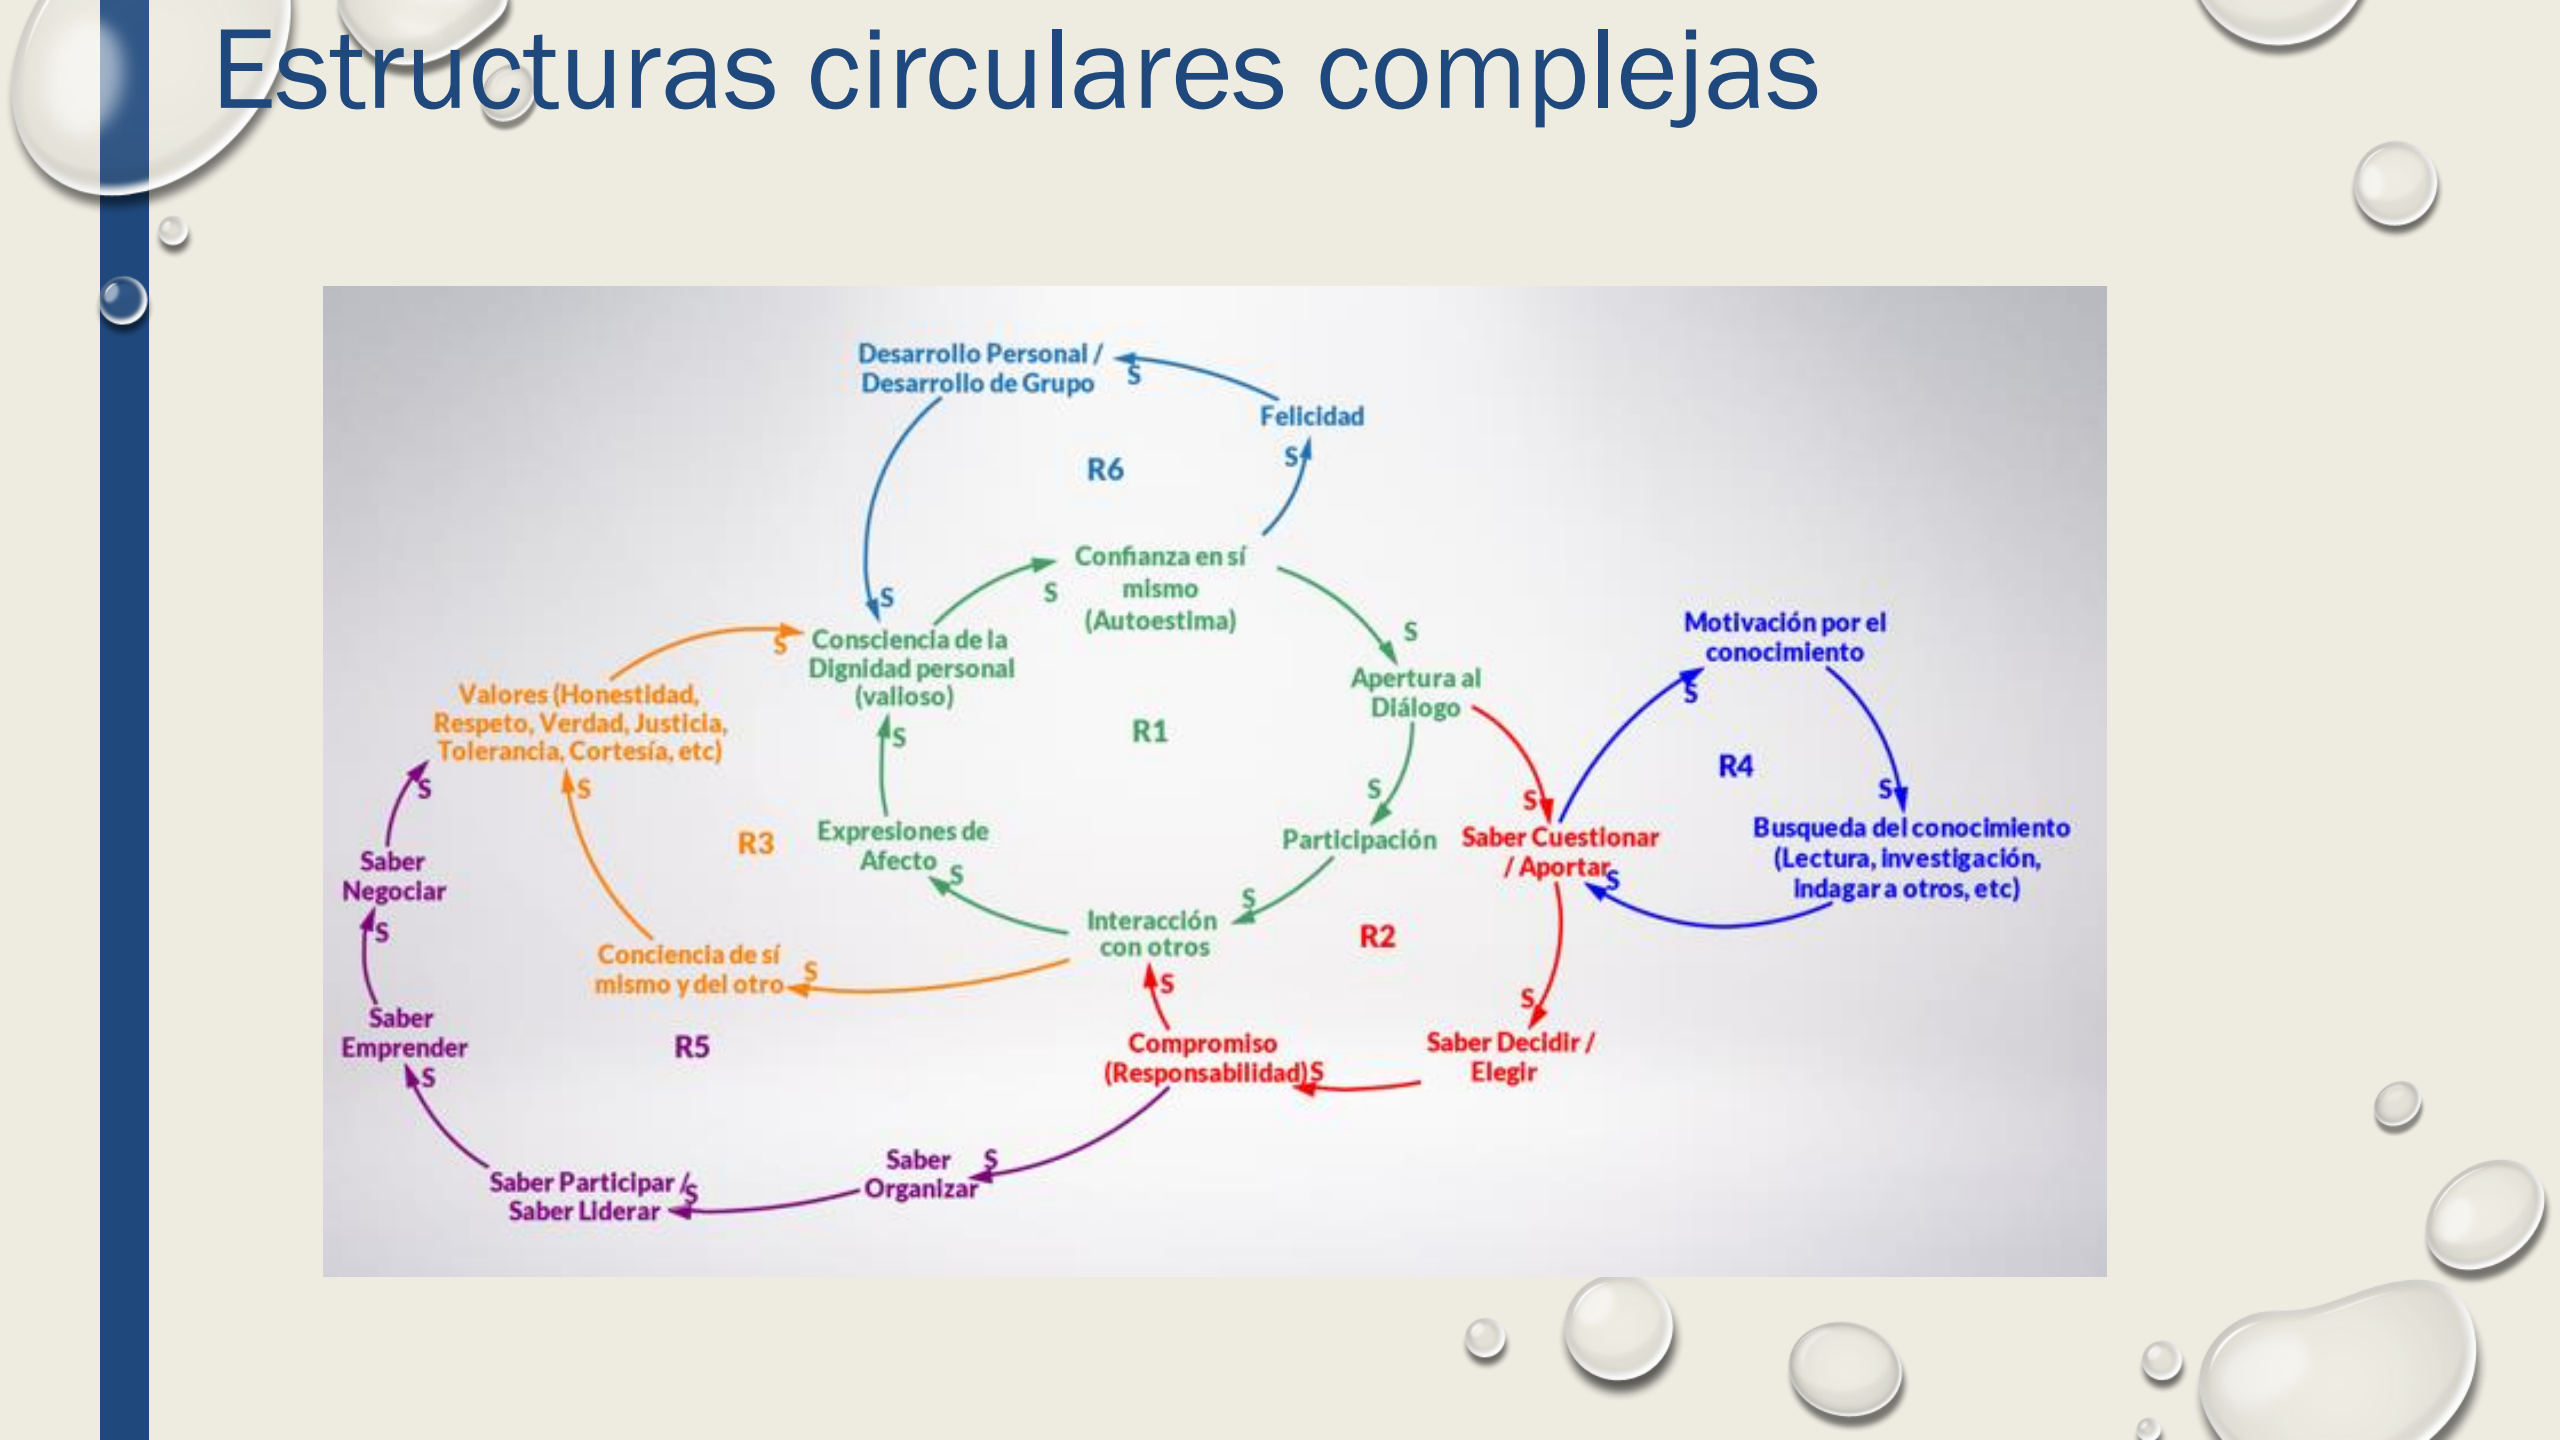 Estructuras circulares complejas
Desarrollo Personal /
Desarrollo de Grupo
S
Felicidad
S
R6
S
Confianza en sí
mismo
(Autoestima)
S
Consciencia de la
Dignidad personal
(valioso)
S
S
Apertura al
Diálogo
S
Motivación por el
conocimiento
S
Valores (Honestidad,
Respeto, Verdad, Justicia,
Tolerancia, Cortesía, etc)
S
S
S
R1
R4
S
S
S
Participación
Saber Cuestionar
/ Aportar
S
Busqueda del conocimiento
(Lectura, investigación,
indagar a otros, etc)
R3
Expresiones de
Afecto
S
Saber
Negociar
S
S
Interacción
con otros
R2
Conciencia de sí
mismo y del otro
S
S
S
Saber
Emprender
S
R5
Compromiso
(Responsabilidad)
S
Saber Decidir /
Elegir
Saber
Organizar
S
Saber Participar /
Saber Liderar
S